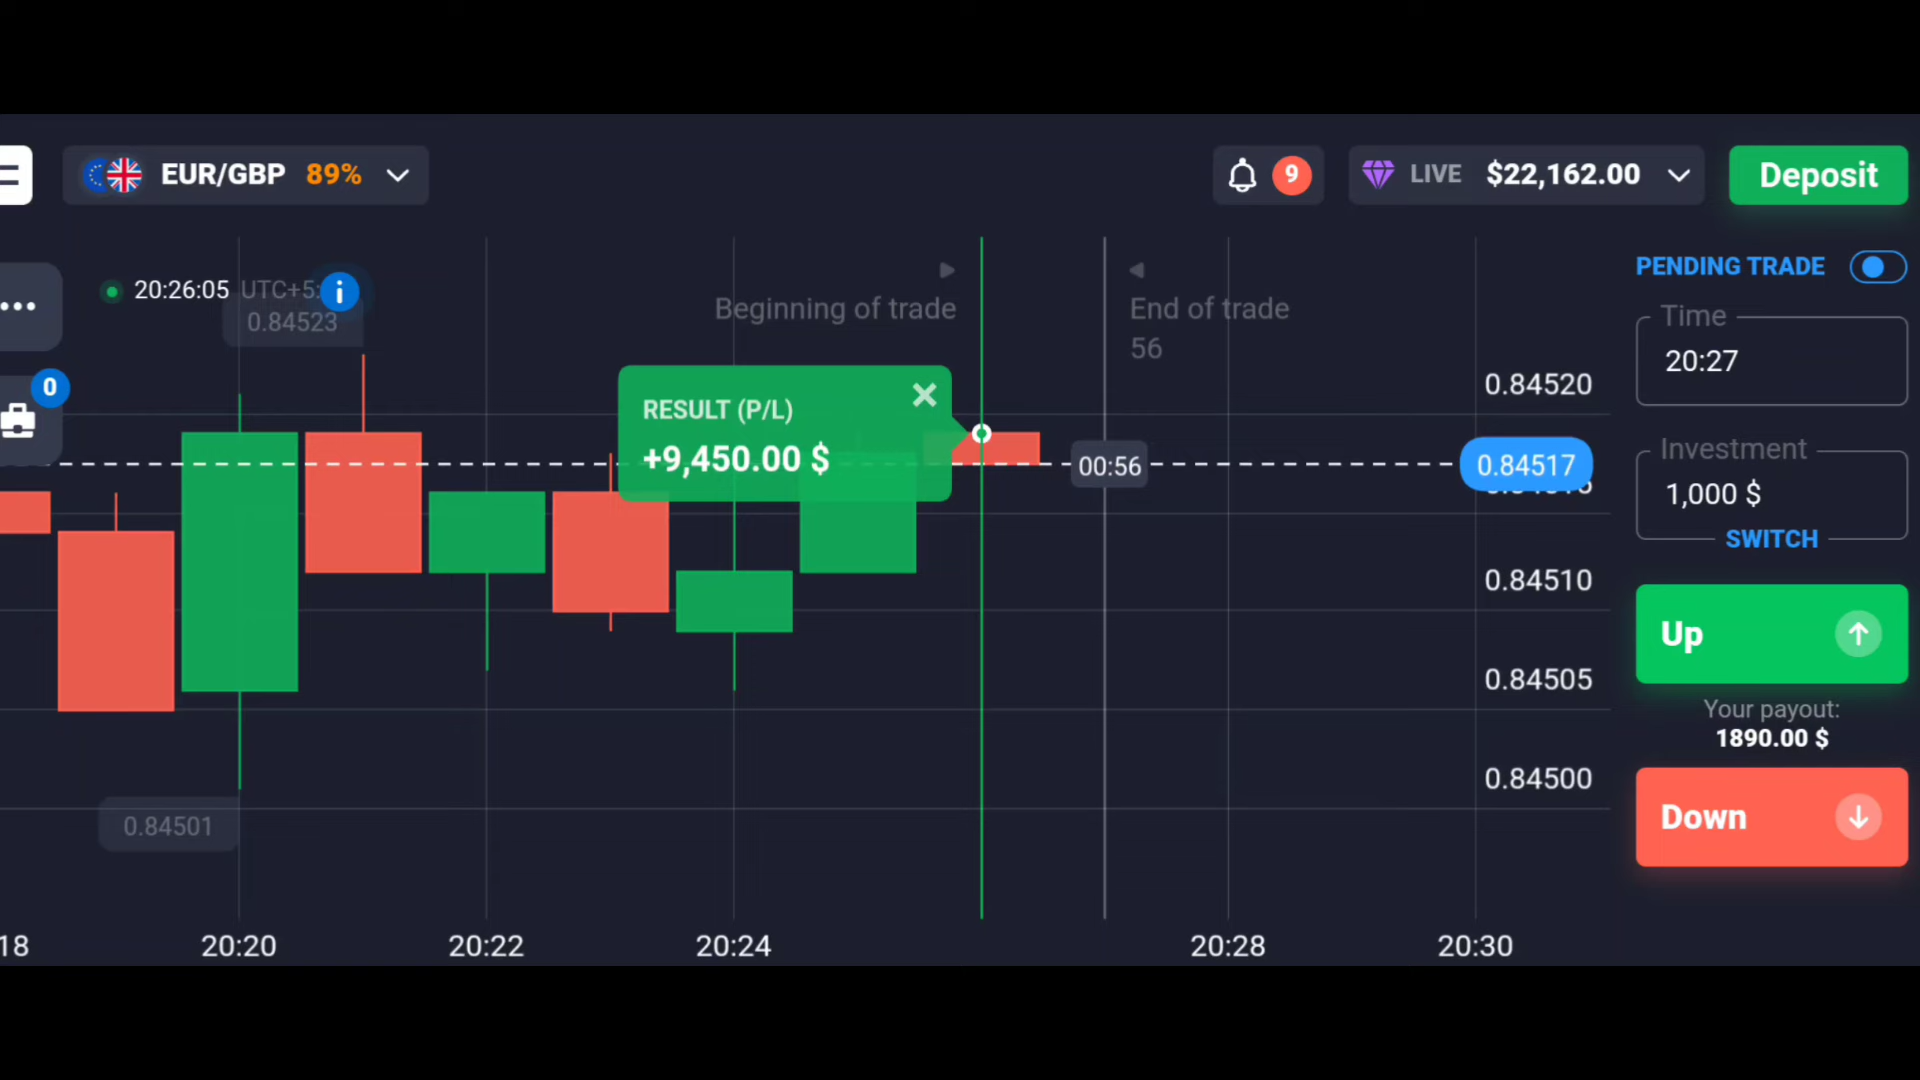 EUR/GBP 89%
9
LIVE $22,162.00
Deposit
20:26:05 UTC+5:
i
0.84523
0
Beginning of trade
End of trade
56
RESULT (P/L)
+9,450.00 $
00:56
0.84520
0.84517
0.84510
0.84505
0.84500
0.84501
PENDING TRADE
Time
20:27
Investment
1,000 $
SWITCH
Up
Your payout:
1890.00 $
Down
18
20:20
20:22
20:24
20:28
20:30